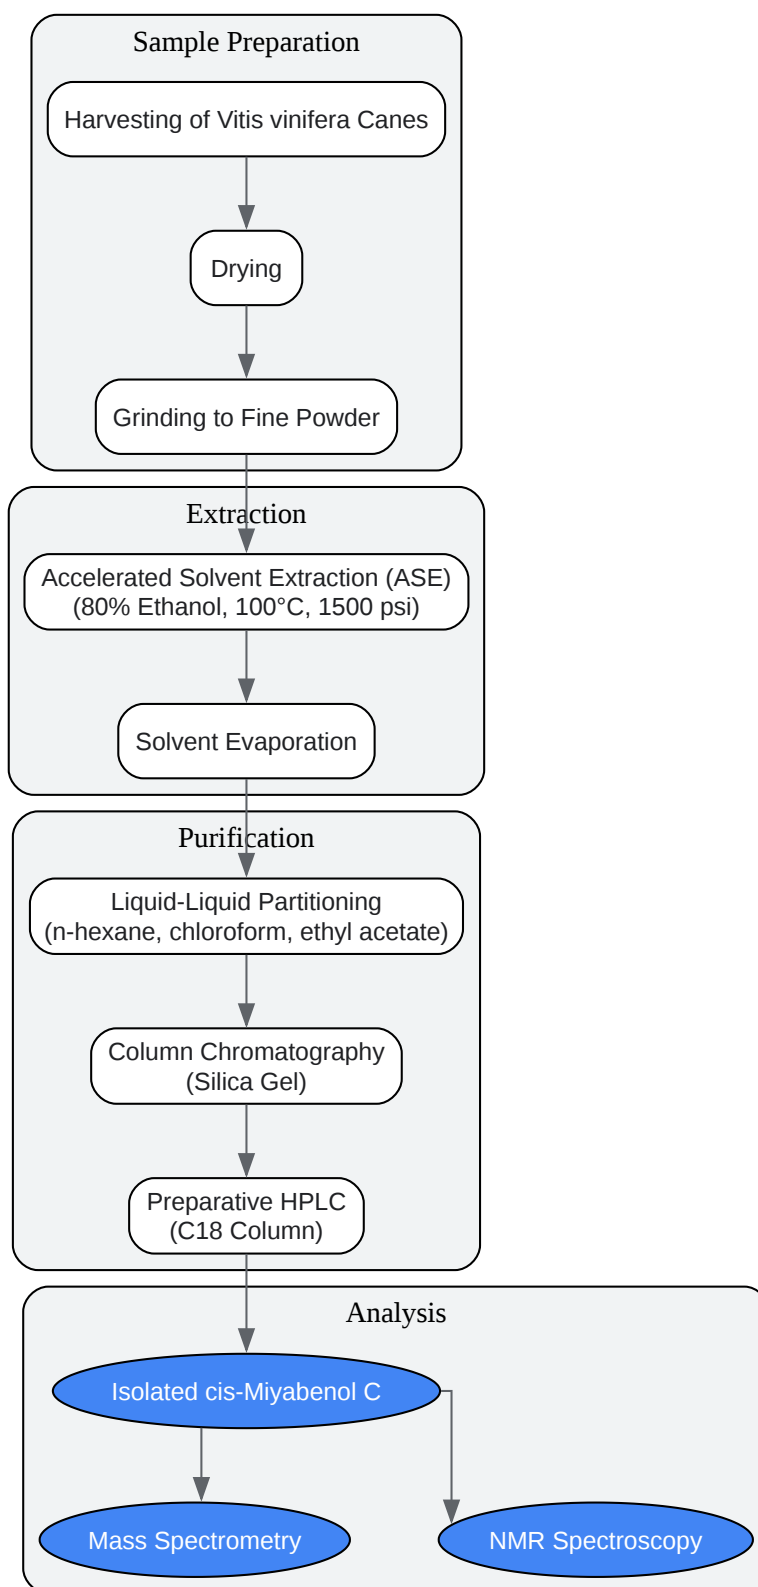 Sample Preparation
Harvesting of Vitis vinifera Canes
Drying
Grinding to Fine Powder
Extraction
Accelerated Solvent Extraction (ASE)
(80% Ethanol, 100°C, 1500 psi)
Solvent Evaporation
Purification
Liquid-Liquid Partitioning
(n-hexane, chloroform, ethyl acetate)
Column Chromatography
(Silica Gel)
Preparative HPLC
(C18 Column)
Analysis
Isolated cis-Miyabenol C
Mass Spectrometry
NMR Spectroscopy